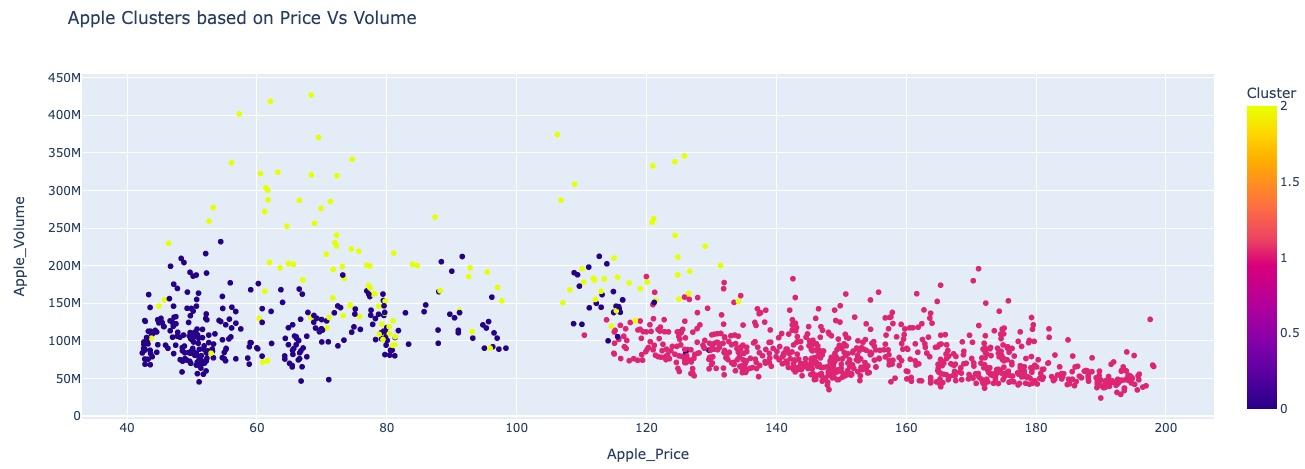 Apple Clusters based on Price Vs Volume
Apple_Volume
450M
400M
350M
300M
250M
200M
150M
100M
50M
0
40 60 80 100 120 140 160 180 200
Apple_Price
Cluster
2
1.5
1
0.5
0